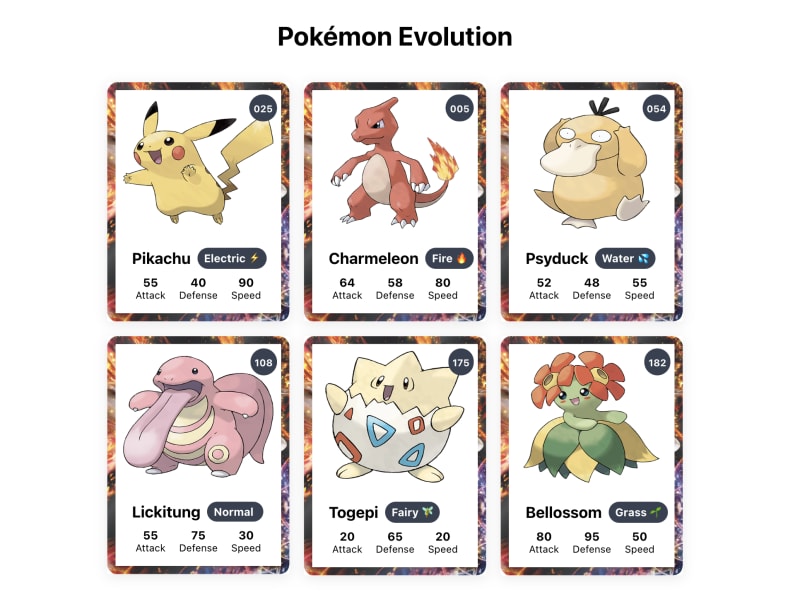 Pokémon Evolution
025
Pikachu Electric ⚡
55 40 90
Attack Defense Speed
005
Charmeleon Fire 🔥
64 58 80
Attack Defense Speed
054
Psyduck Water 💦
52 48 55
Attack Defense Speed
108
Lickitung Normal
55 75 30
Attack Defense Speed
175
Togepi Fairy 🧚
20 65 20
Attack Defense Speed
182
Bellossom Grass 🌱
80 95 50
Attack Defense Speed